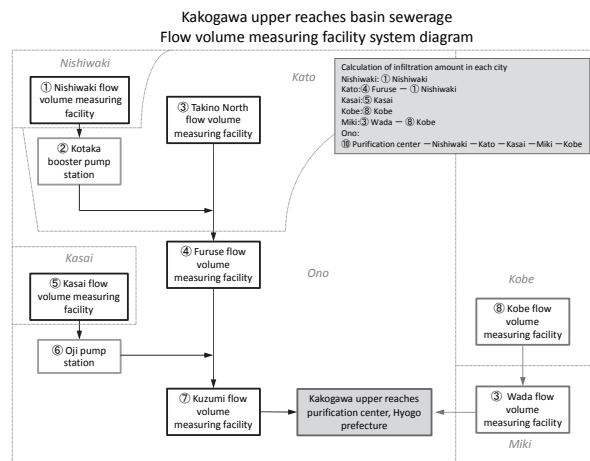 Kakogawa upper reaches basin sewerage
Flow volume measuring facility system diagram
Nishiwaki
Kato
Calculation of infiltration amount in each city
Nishiwaki: ① Nishiwaki
Kato:④ Furuse － ① Nishiwaki
Kasai:⑤ Kasai
Kobe:⑧ Kobe
Miki:③ Wada － ⑧ Kobe
Ono:
⑩ Purification center －Nishiwaki －Kato －Kasai －Miki －Kobe
① Nishiwaki flow
volume measuring
facility
③ Takino North
flow volume
measuring facility
② Kotaka
booster pump
station
④ Furuse flow
volume
measuring facility
Kasai
Ono
Kobe
⑤ Kasai flow
volume measuring
facility
⑧ Kobe flow
volume
measuring facility
⑥ Oji pump
station
⑦ Kuzumi flow
volume
measuring facility
Kakogawa upper reaches
purification center, Hyogo
prefecture
③ Wada flow
volume
measuring facility
Miki